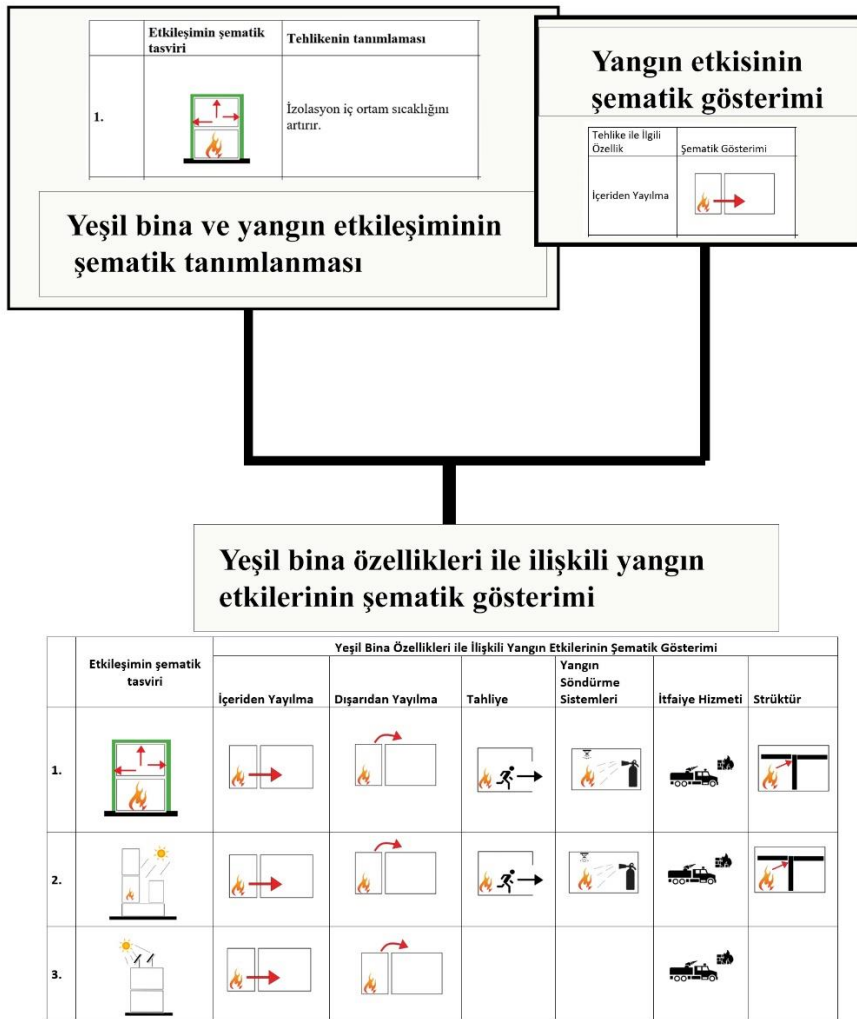 Etkileşimin şematik
tasviri
Tehlikenin tanımlaması
1.
İzolasyon iç ortam sıcaklığını
artırır.
Yeşil bina ve yangın etkileşiminin
şematik tanımlanması
Yangın etkisinin
şematik gösterimi
Tehlike ile İlgili
Özellik
Şematik Gösterimi
İçeriden Yayılma
Yeşil bina özellikleri ile ilişkili yangın
etkilerinin şematik gösterimi
Etkileşimin şematik
tasviri
Yeşil Bina Özellikleri ile İlişkili Yangın Etkilerinin Şematik Gösterimi
İçeriden Yayılma
Dışarıdan Yayılma
Tahliye
Yangın
Söndürme
Sistemleri
İtfaiye Hizmeti
Strüktür
1.
2.
3.